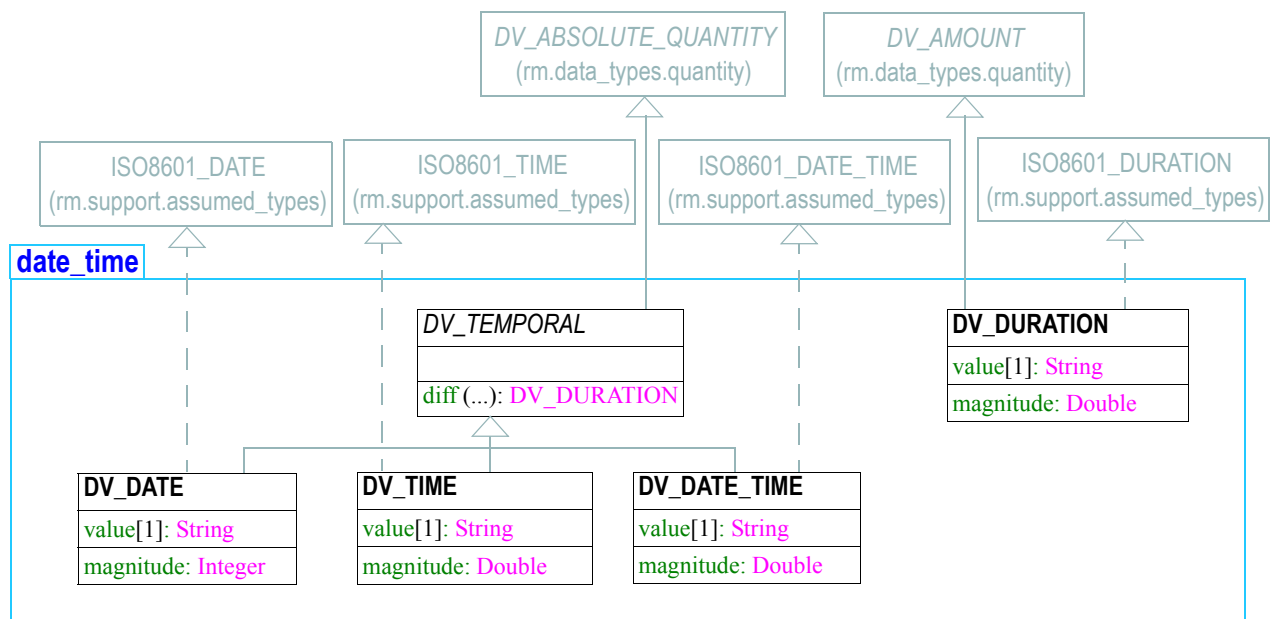 DV_ABSOLUTE_QUANTITY
(rm.data_types.quantity)
DV_AMOUNT
(rm.data_types.quantity)
ISO8601_DATE
(rm.support.assumed_types)
ISO8601_TIME
(rm.support.assumed_types)
ISO8601_DATE_TIME
(rm.support.assumed_types)
ISO8601_DURATION
(rm.support.assumed_types)
date_time
DV_TEMPORAL
diff (...): DV_DURATION
DV_DURATION
value[1]: String
magnitude: Double
DV_DATE
value[1]: String
magnitude: Integer
DV_TIME
value[1]: String
magnitude: Double
DV_DATE_TIME
value[1]: String
magnitude: Double